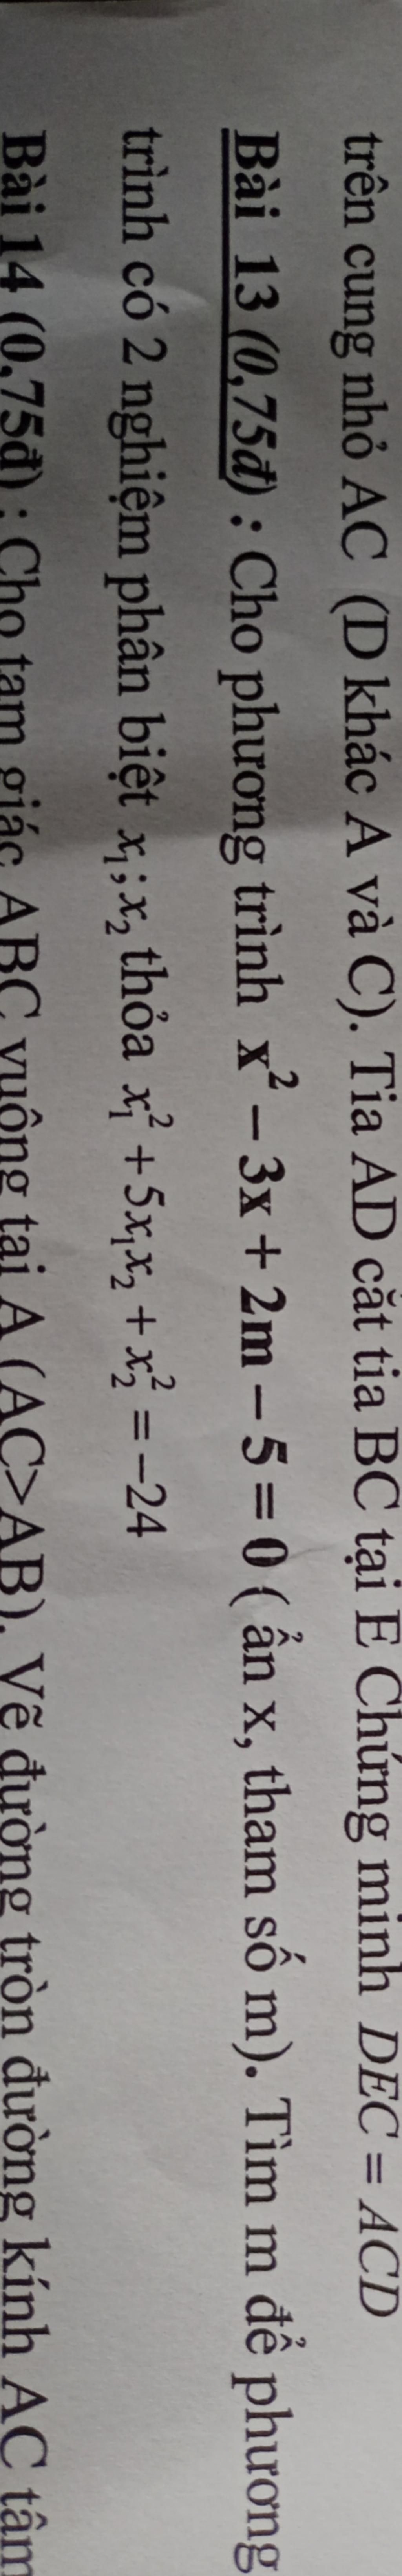 trên cung nhỏ AC (D khác A và C). Tia AD cắt tia BC tại E Chứng minh DEC = ACD
Bài 13 (0,75đ) : Cho phương trình x² − 3x + 2m − 5 = 0 ( ẩn x, tham số m). Tìm m để phương
trình có 2 nghiệm phân biệt x₁; x₂ thỏa x₁² + 5x₁x₂ + x₂² = −24
Bài 14 (0,75đ) : Cho tam giác ABC vuông tại A (AC>AB). Vẽ đường tròn đường kính AC tâm